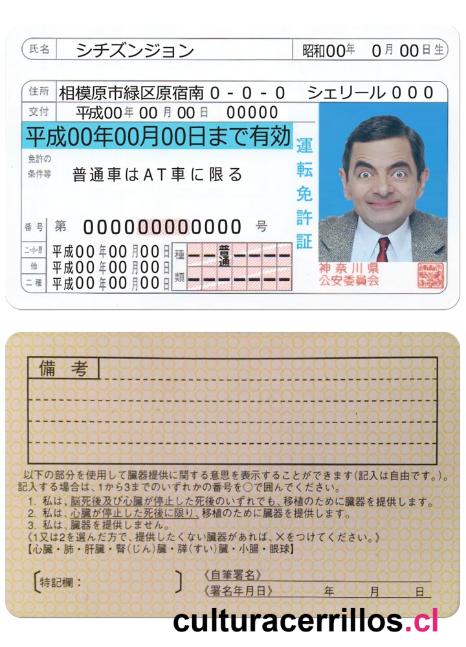 氏名 シチズンジョン 昭和00年 0月00日生
住所 相模原市緑区原宿南0-0-0 シェリール000
交付 平成00年00月00日 00000
平成00年00月00日まで有効
免許の
条件等
普通車はAT車に限る
運転免許証
番号 第 000000000000 号
二・小・原 平成00年00月00日
他 平成00年00月00日
二種 平成00年00月00日
種類
普通
神奈川県
公安委員会
備考
以下の部分を使用して臓器提供に関する意思を表示することができます(記入は自由です。)。
記入する場合は、1から3までのいずれかの番号を○で囲んでください。
1. 私は、脳死後及び心臓が停止した死後のいずれでも、移植のために臓器を提供します。
2. 私は、心臓が停止した死後に限り、移植のために臓器を提供します。
3. 私は、臓器を提供しません。
〈1又は2を選んだ方で、提供したくない臓器があれば、×をつけてください。〉
【心臓・肺・肝臓・腎(じん)臓・膵(すい)臓・小腸・眼球】
〔特記欄: 〕
《自筆署名》
《署名年月日》 年 月 日
culturacerrillos.cl